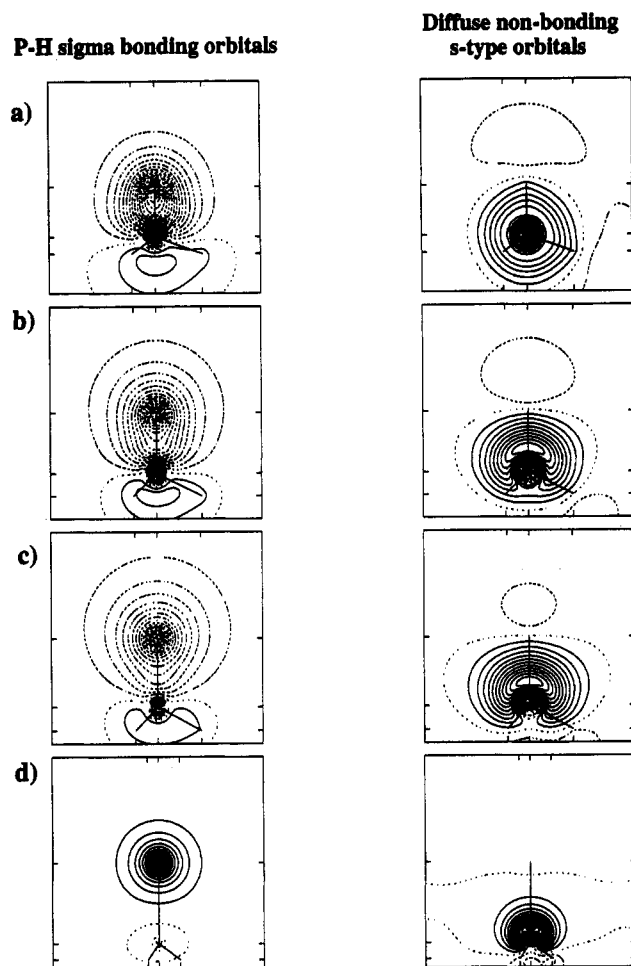 P-H sigma bonding orbitals
Diffuse non-bonding
s-type orbitals
a)
b)
c)
d)